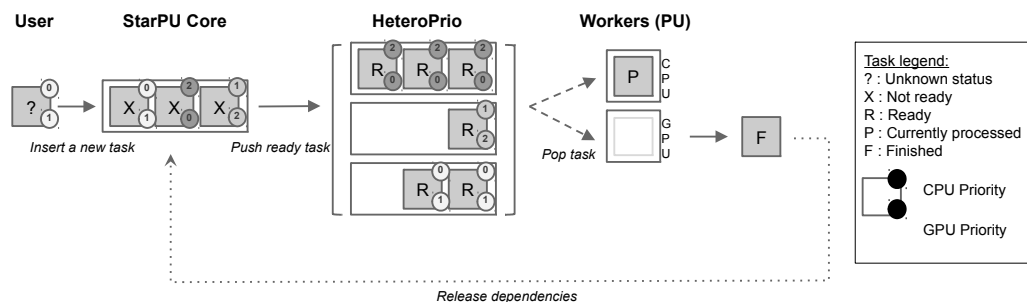 User
StarPU Core
HeteroPrio
Workers (PU)
?
0
1
Insert a new task
X
0
1
X
2
0
X
1
2
Push ready task
R
2
0
R
2
0
R
2
0
R
1
2
R
0
1
R
0
1
P
CPU
GPU
Pop task
F
Release dependencies
Task legend:
? : Unknown status
X : Not ready
R : Ready
P : Currently processed
F : Finished
CPU Priority
GPU Priority